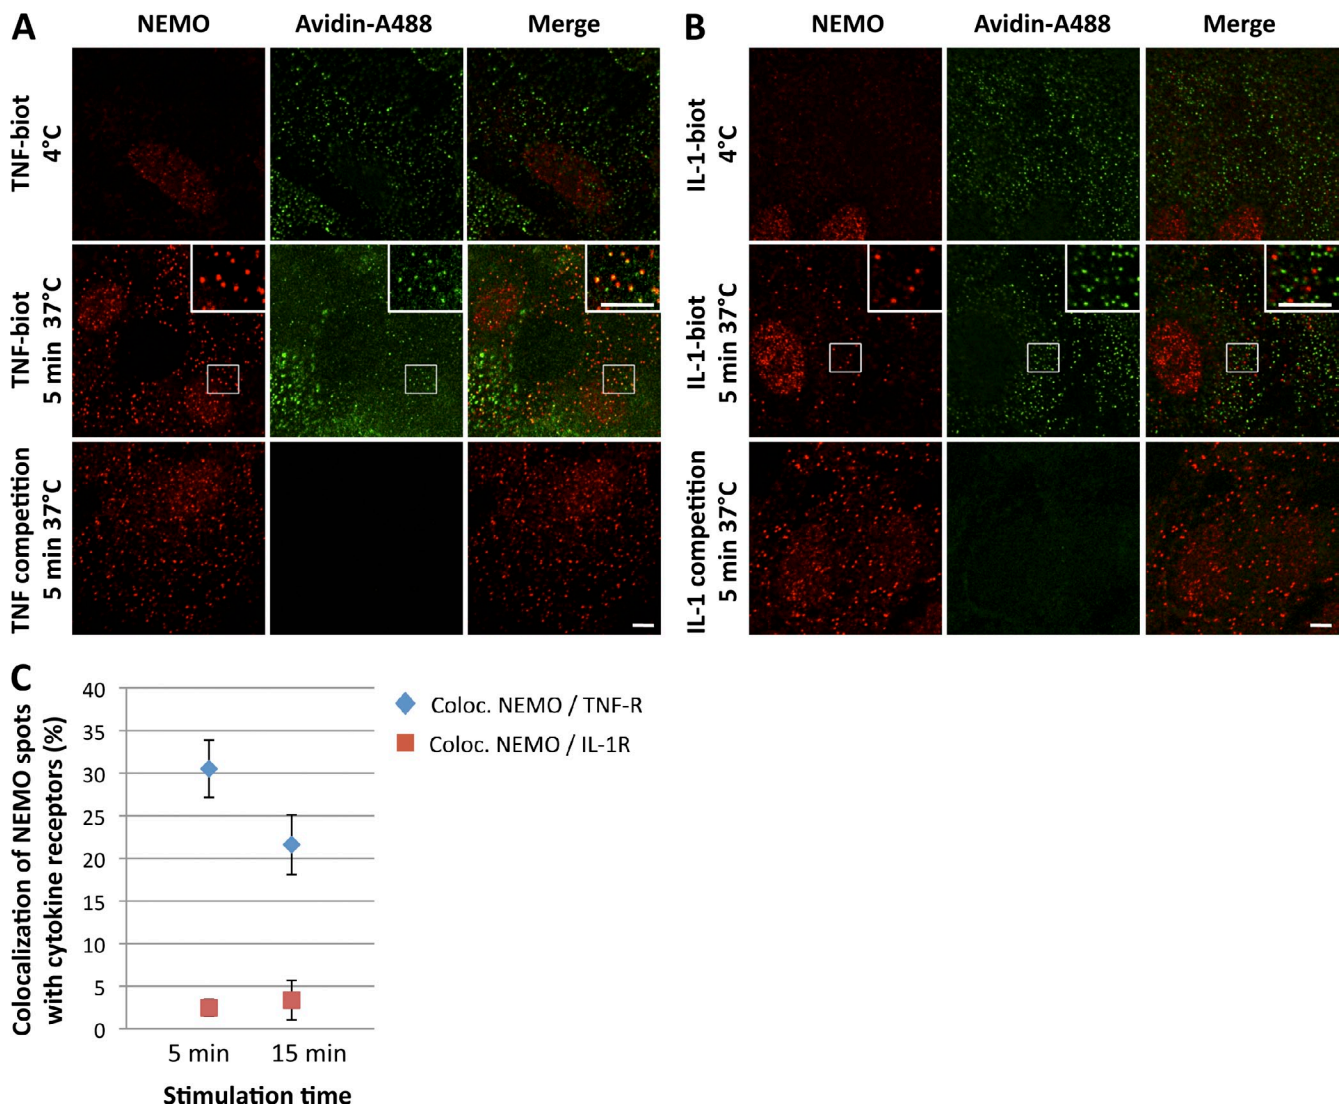 A
NEMO
Avidin-A488
Merge
TNF-biot
4°C
TNF-biot
5 min 37°C
TNF competition
5 min 37°C
B
NEMO
Avidin-A488
Merge
IL-1-biot
4°C
IL-1-biot
5 min 37°C
IL-1 competition
5 min 37°C
C
Colocalization of NEMO spots
with cytokine receptors (%)
40
35
30
25
20
15
10
5
0
5 min
15 min
Stimulation time
Coloc. NEMO / TNF-R
Coloc. NEMO / IL-1R